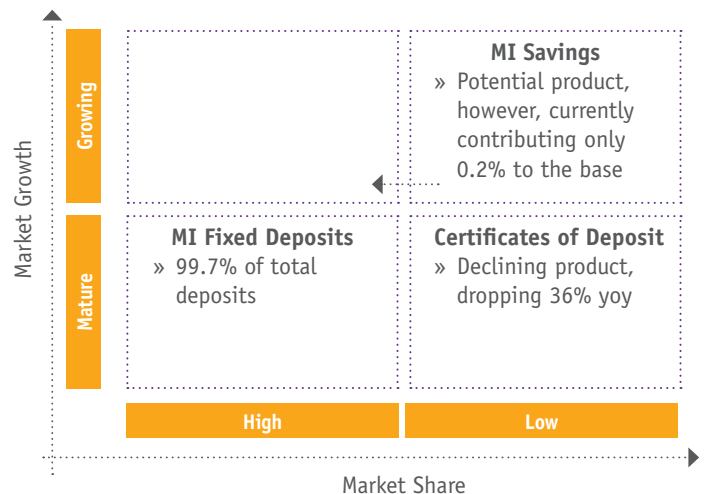 Market Growth
Growing
MI Savings
» Potential product,
however, currently
contributing only
0.2% to the base
Mature
MI Fixed Deposits
» 99.7% of total
deposits
Certificates of Deposit
» Declining product,
dropping 36% yoy
High
Low
Market Share